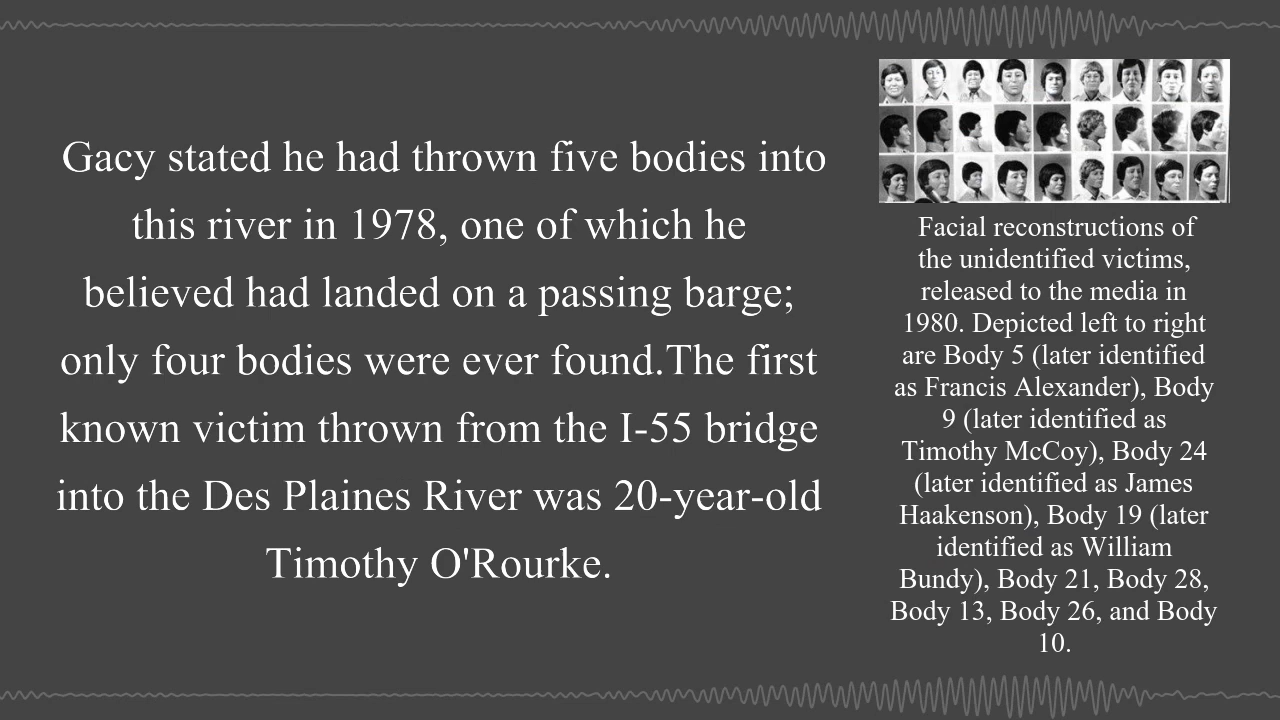 Gacy stated he had thrown five bodies into
this river in 1978, one of which he
believed had landed on a passing barge;
only four bodies were ever found.The first
known victim thrown from the I-55 bridge
into the Des Plaines River was 20-year-old
Timothy O'Rourke.
Facial reconstructions of
the unidentified victims,
released to the media in
1980. Depicted left to right
are Body 5 (later identified
as Francis Alexander), Body
9 (later identified as
Timothy McCoy), Body 24
(later identified as James
Haakenson), Body 19 (later
identified as William
Bundy), Body 21, Body 28,
Body 13, Body 26, and Body
10.